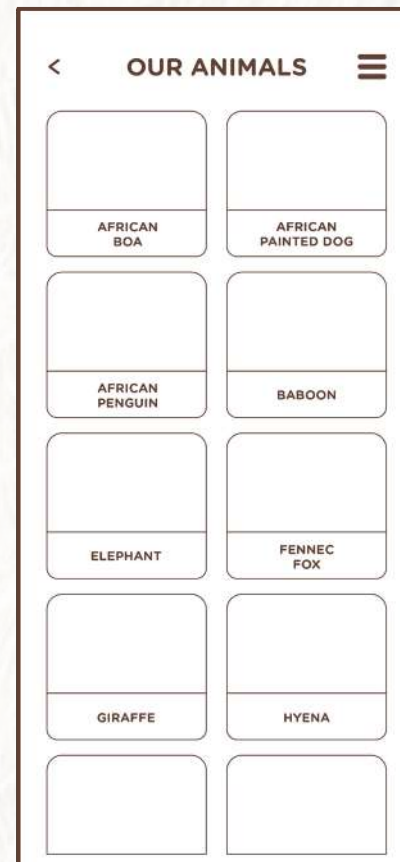 < OUR ANIMALS
AFRICAN
BOA
AFRICAN
PAINTED DOG
AFRICAN
PENGUIN
BABOON
ELEPHANT
FENNEC
FOX
GIRAFFE
HYENA